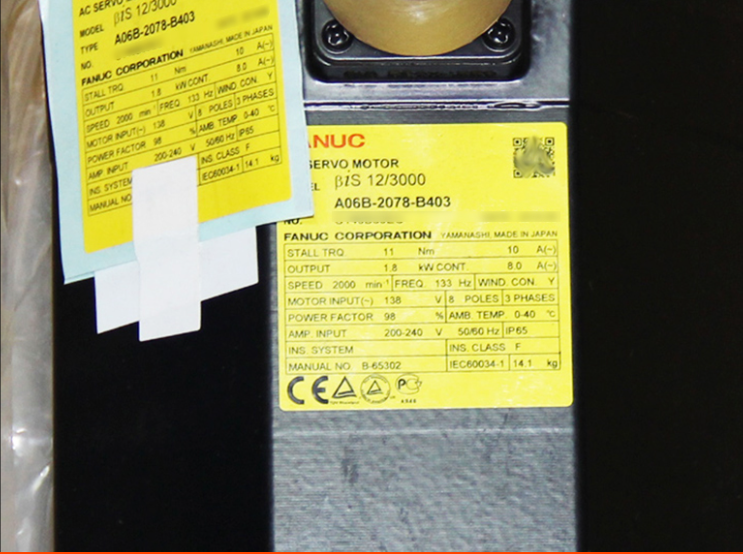 AC SERVO
MODEL βiS 12/3000
TYPE A06B-2078-B403
NO.
FANUC CORPORATION YAMANASHI, MADE IN JAPAN
STALL TRQ 11 Nm 10 A(~)
OUTPUT 1.8 kW CONT. 8.0 A(~)
SPEED 2000 min⁻¹ FREQ. 133 Hz WIND. CON. Y
MOTOR INPUT(~) 138 V 8 POLES 3 PHASES
POWER FACTOR 98 % AMB TEMP. 0-40 ℃
AMP. INPUT 200-240 V 50/60 Hz IP65
INS. SYSTEM INS. CLASS F
MANUAL NO. IEC60034-1 14.1 kg
ANUC
SERVO MOTOR
EL βiS 12/3000
A06B-2078-B403
NO.
FANUC CORPORATION YAMANASHI, MADE IN JAPAN
STALL TRQ. 11 Nm 10 A(~)
OUTPUT 1.8 kW CONT. 8.0 A(~)
SPEED 2000 min⁻¹ FREQ. 133 Hz WIND. CON. Y
MOTOR INPUT(~) 138 V 8 POLES 3 PHASES
POWER FACTOR 98 % AMB. TEMP. 0-40 ℃
AMP. INPUT 200-240 V 50/60 Hz IP65
INS. SYSTEM INS. CLASS F
MANUAL NO. B-65302 IEC60034-1 14.1 kg
CE